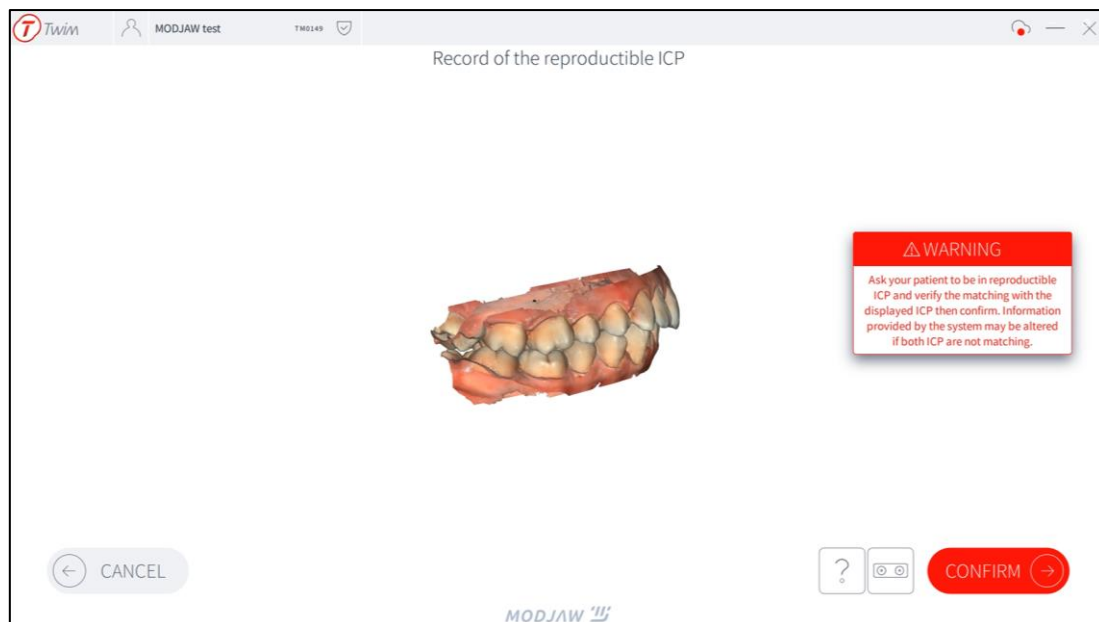 T Twim MODJAW test TM0149
Record of the reproductible ICP
WARNING
Ask your patient to be in reproductible
ICP and verify the matching with the
displayed ICP then confirm. Information
provided by the system may be altered
if both ICP are not matching.
CANCEL
? CONFIRM
MODJAW